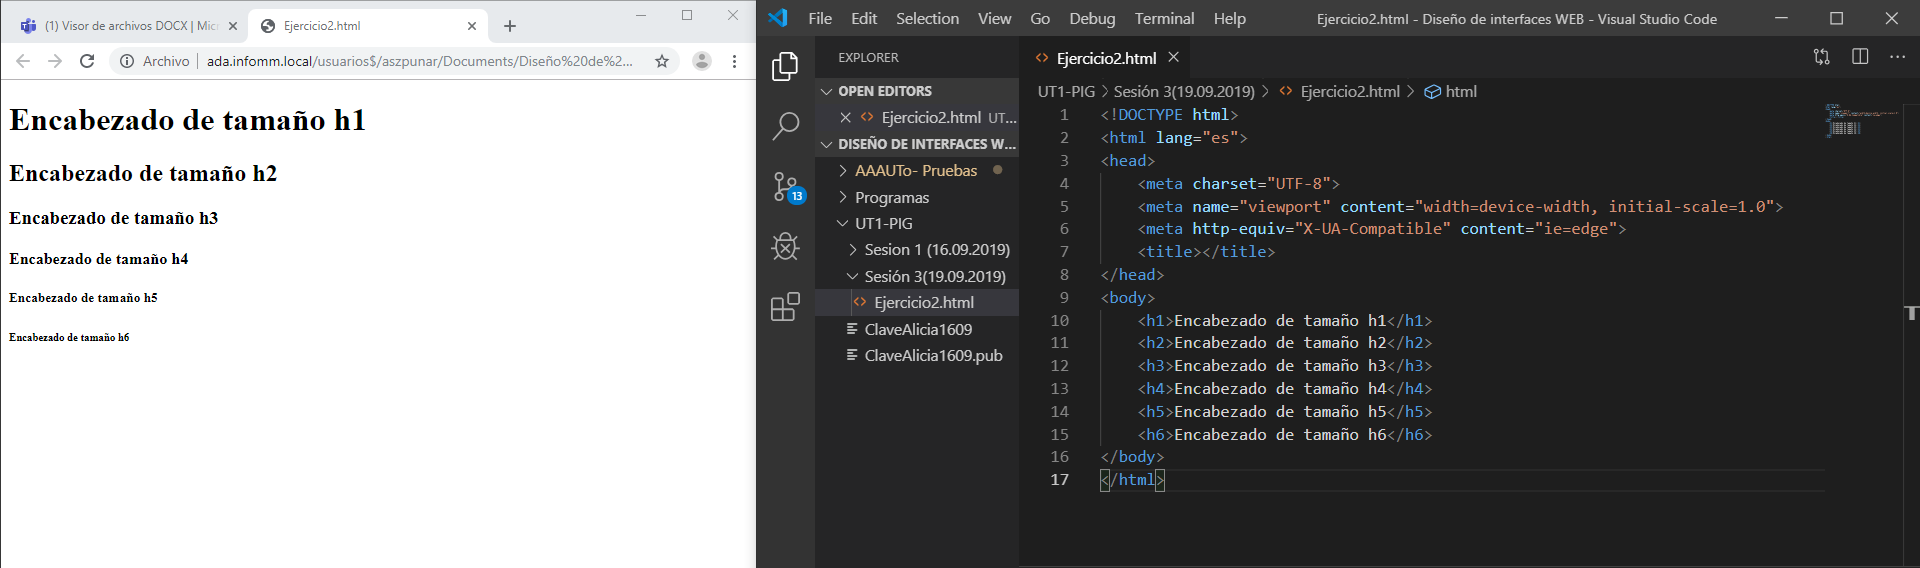 (1) Visor de archivos DOCX | Micr
Ejercicio2.html
Archivo | ada.infomm.local/usuarios$/aszpunar/Documents/Diseño%20de%2...
Encabezado de tamaño h1
Encabezado de tamaño h2
Encabezado de tamaño h3
Encabezado de tamaño h4
Encabezado de tamaño h5
Encabezado de tamaño h6
File Edit Selection View Go Debug Terminal Help
Ejercicio2.html - Diseño de interfaces WEB - Visual Studio Code
13
EXPLORER
OPEN EDITORS
Ejercicio2.html UT...
DISEÑO DE INTERFACES W...
AAAUTo- Pruebas
Programas
UT1-PIG
Sesion 1 (16.09.2019)
Sesión 3(19.09.2019)
Ejercicio2.html
ClaveAlicia1609
ClaveAlicia1609.pub
Ejercicio2.html
UT1-PIG > Sesión 3(19.09.2019) > Ejercicio2.html > html
1 <!DOCTYPE html>
2 <html lang="es">
3 <head>
4 <meta charset="UTF-8">
5 <meta name="viewport" content="width=device-width, initial-scale=1.0">
6 <meta http-equiv="X-UA-Compatible" content="ie=edge">
7 <title></title>
8 </head>
9 <body>
10 <h1>Encabezado de tamaño h1</h1>
11 <h2>Encabezado de tamaño h2</h2>
12 <h3>Encabezado de tamaño h3</h3>
13 <h4>Encabezado de tamaño h4</h4>
14 <h5>Encabezado de tamaño h5</h5>
15 <h6>Encabezado de tamaño h6</h6>
16 </body>
17 </html>